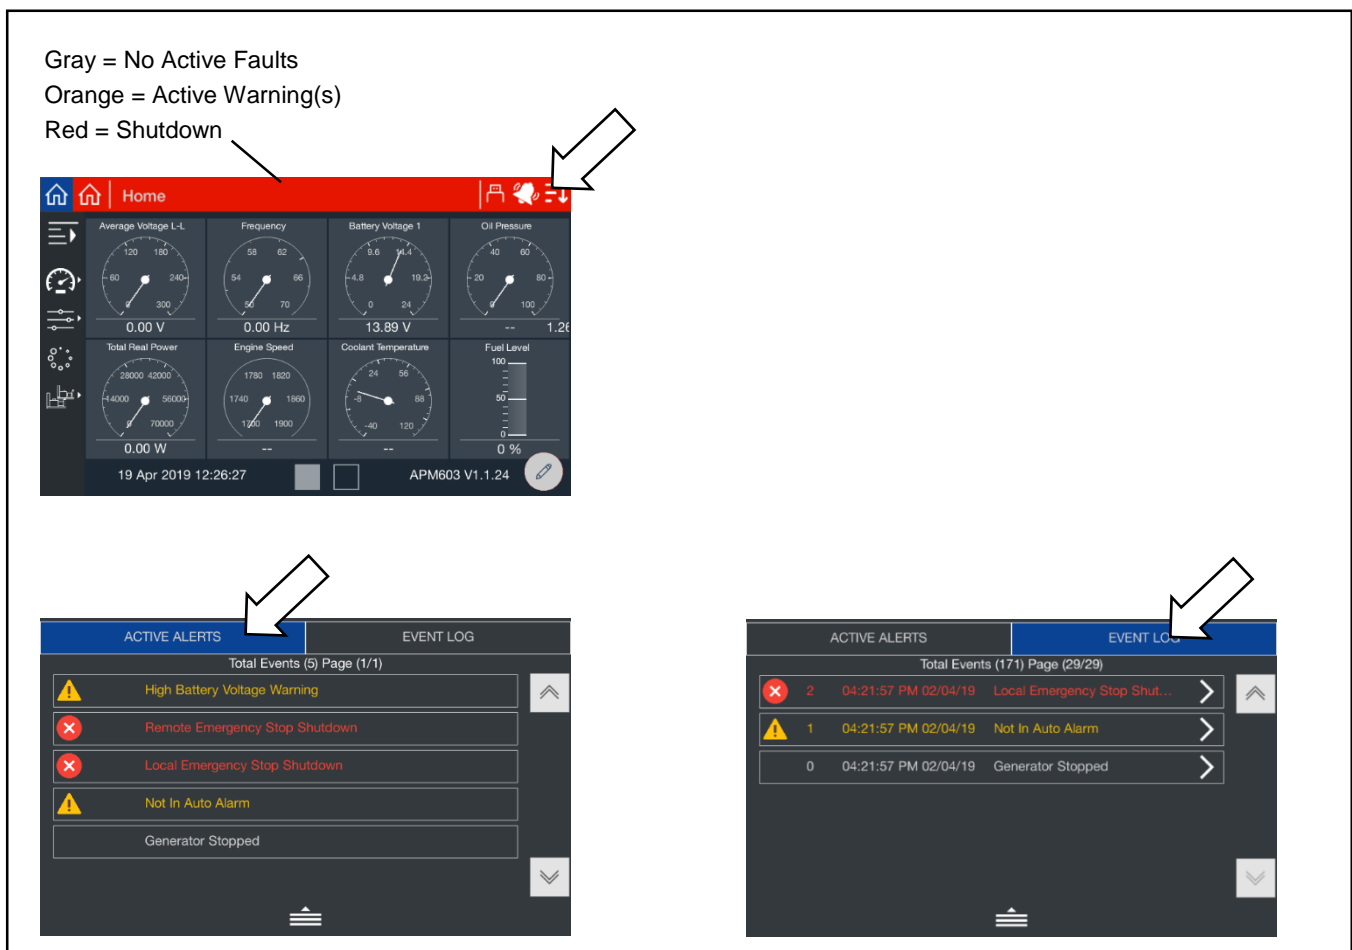 Gray = No Active Faults
Orange = Active Warning(s)
Red = Shutdown
Home
Average Voltage L-L
Frequency
Battery Voltage 1
Oil Pressure
120 180
58 62
9.6 14.4
40 60
60 240
54 66
4.8 19.2
20 80
0 300
50 70
0 24
0 100
0.00 V
0.00 Hz
13.89 V
-- 1.26
Total Real Power
Engine Speed
Coolant Temperature
Fuel Level
100
28000 42000
1780 1820
24 56
14000 56000
1740 1860
-8 88
50
0 70000
1700 1900
-40 120
0
0.00 W
--
--
0 %
19 Apr 2019 12:26:27
APM603 V1.1.24
ACTIVE ALERTS
EVENT LOG
Total Events (5) Page (1/1)
High Battery Voltage Warning
Remote Emergency Stop Shutdown
Local Emergency Stop Shutdown
Not In Auto Alarm
Generator Stopped
ACTIVE ALERTS
EVENT LOG
Total Events (171) Page (29/29)
2 04:21:57 PM 02/04/19 Local Emergency Stop Shut...
1 04:21:57 PM 02/04/19 Not In Auto Alarm
0 04:21:57 PM 02/04/19 Generator Stopped